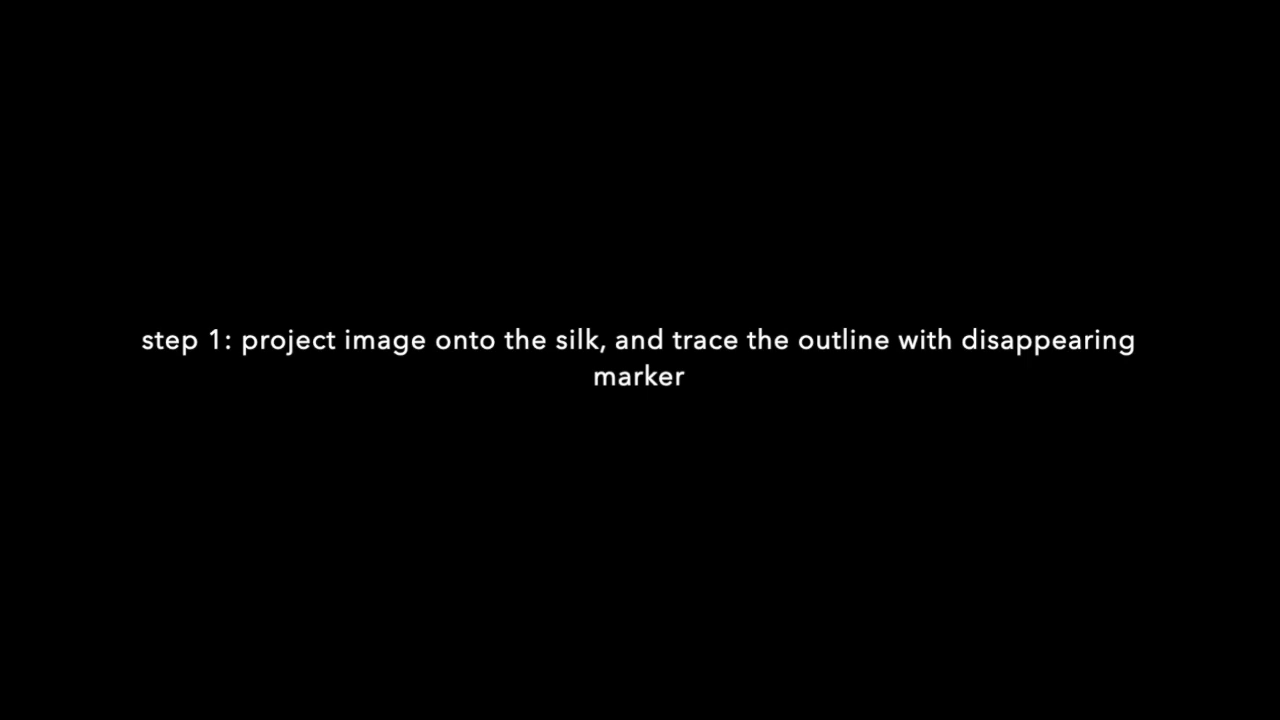 step 1: project image onto the silk, and trace the outline with disappearing
marker